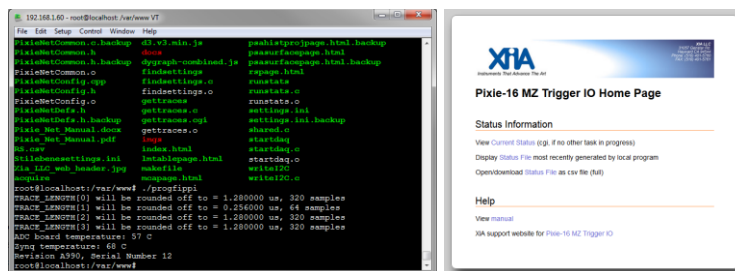 192.168.1.60 - root@localhost: /var/www VT
File Edit Setup Control Window Help
PixieNetCommon.c.backup d3.v3.min.js psahistprojpage.html.backup
PixieNetCommon.h docs psasurfacepage.html
PixieNetCommon.h.backup dygraph-combined.js psasurfacepage.html.backup
PixieNetCommon.o findsettings rspage.html
PixieNetConfig.cpp findsettings.c runstats
PixieNetConfig.h findsettings.o runstats.c
PixieNetConfig.o gettraces runstats.o
PixieNetDefs.h gettraces.c settings.ini
PixieNetDefs.h.backup gettraces.cgi settings.ini.backup
Pixie_Net_Manual.docx gettraces.o shared.c
Pixie_Net_Manual.pdf imgs startdaq
RS.csv index.html startdaq.c
Stilbenesettings.ini lmtablepage.html startdaq.o
Xia_LLC_web_header.jpg makefile writeI2C
acquire mcapage.html writeI2C.c
root@localhost:/var/www# ./progfippi
TRACE_LENGTH[0] will be rounded off to = 1.280000 us, 320 samples
TRACE_LENGTH[1] will be rounded off to = 0.256000 us, 64 samples
TRACE_LENGTH[2] will be rounded off to = 1.280000 us, 320 samples
TRACE_LENGTH[3] will be rounded off to = 1.280000 us, 320 samples
ADC board temperature: 57 C
Zynq temperature: 68 C
Revision A990, Serial Number 12
root@localhost:/var/www#
XIA
Instruments That Advance The Art
XIA LLC
Pixie-16 MZ Trigger IO Home Page
Status Information
View Current Status (cgi, if no other task in progress)
Display Status File most recently generated by local program
Open/download Status File as csv file (full)
Help
View manual
XIA support website for Pixie-16 MZ Trigger IO